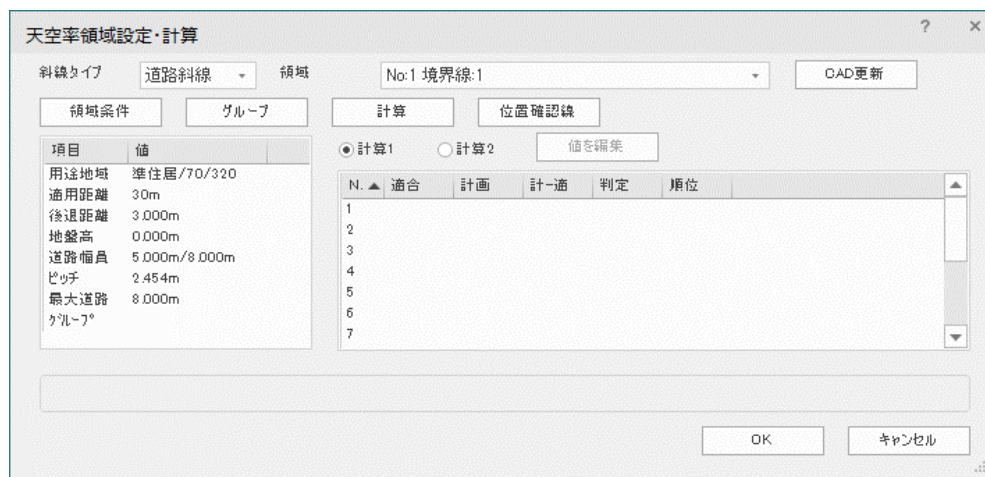 天空率領域設定・計算 ? ×
斜線タイプ 道路斜線 領域 No:1 境界線:1 CAD更新
領域条件 グループ 計算 位置確認線
項目 値
用途地域 準住居/70/320
適用距離 30m
後退距離 3.000m
地盤高 0.000m
道路幅員 5.000m/8.000m
ピッチ 2.454m
最大道路 8.000m
グループ
計算1 計算2 値を編集
N. 適合 計画 計-適 判定 順位
1
2
3
4
5
6
7
OK キャンセル